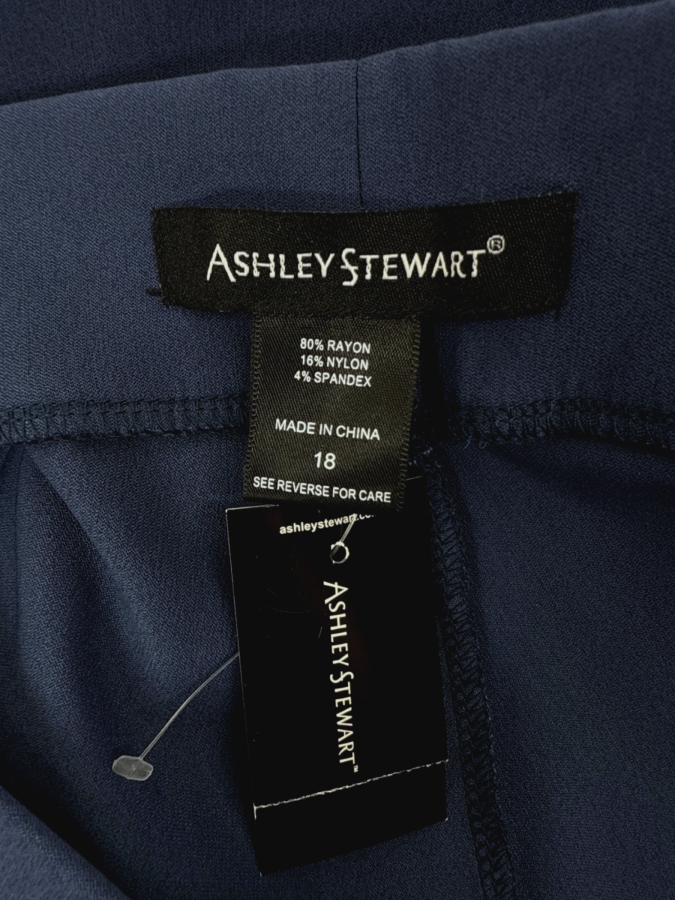 ASHLEY STEWART®
80% RAYON
16% NYLON
4% SPANDEX
MADE IN CHINA
18
SEE REVERSE FOR CARE
ASHLEY STEWART™